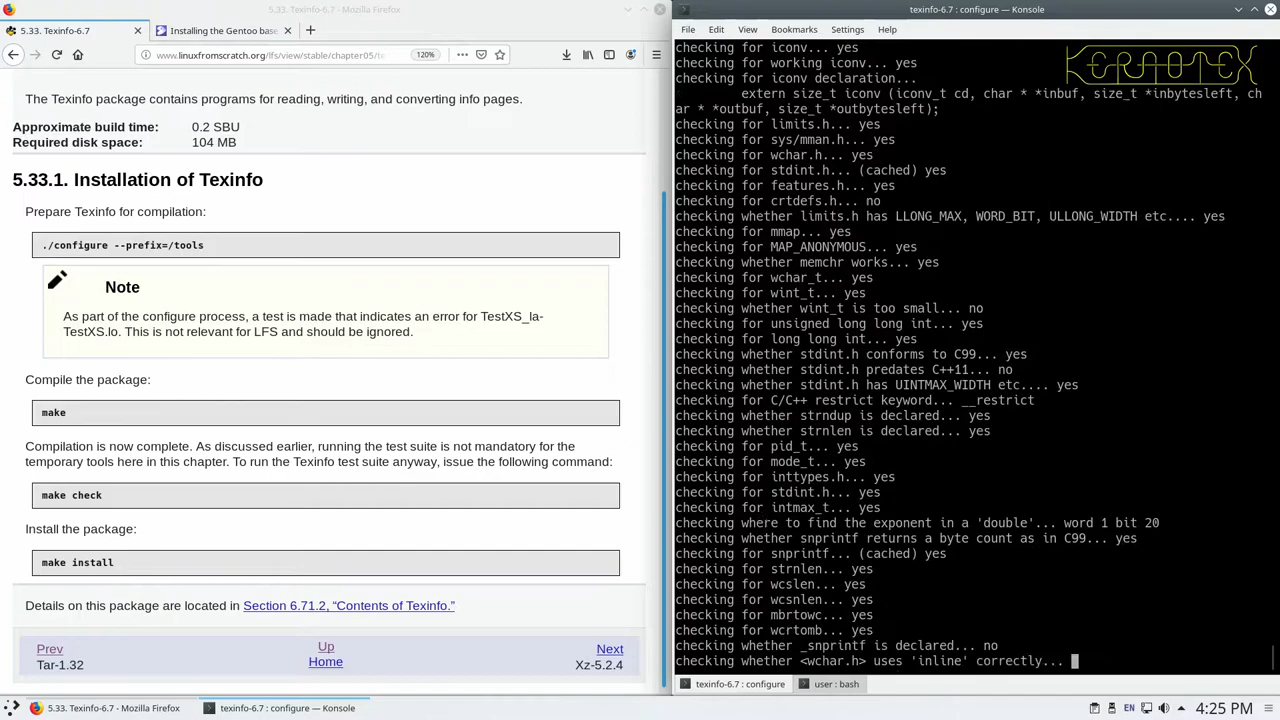 5.33. Texinfo-6.7 - Mozilla Firefox
5.33. Texinfo-6.7
Installing the Gentoo base
www.linuxfromscratch.org/lfs/view/stable/chapter05/te
120%
The Texinfo package contains programs for reading, writing, and converting info pages.
Approximate build time: 0.2 SBU
Required disk space: 104 MB
5.33.1. Installation of Texinfo
Prepare Texinfo for compilation:
./configure --prefix=/tools
Note
As part of the configure process, a test is made that indicates an error for TestXS_la-
TestXS.lo. This is not relevant for LFS and should be ignored.
Compile the package:
make
Compilation is now complete. As discussed earlier, running the test suite is not mandatory for the
temporary tools here in this chapter. To run the Texinfo test suite anyway, issue the following command:
make check
Install the package:
make install
Details on this package are located in Section 6.71.2, “Contents of Texinfo.”
Prev
Tar-1.32
Up
Home
Next
Xz-5.2.4
texinfo-6.7 : configure — Konsole
File Edit View Bookmarks Settings Help
KERAOTEX
checking for iconv... yes
checking for working iconv... yes
checking for iconv declaration...
extern size_t iconv (iconv_t cd, char * *inbuf, size_t *inbytesleft, ch
ar * *outbuf, size_t *outbytesleft);
checking for limits.h... yes
checking for sys/mman.h... yes
checking for wchar.h... yes
checking for stdint.h... (cached) yes
checking for features.h... yes
checking for crtdefs.h... no
checking whether limits.h has LLONG_MAX, WORD_BIT, ULLONG_WIDTH etc.... yes
checking for mmap... yes
checking for MAP_ANONYMOUS... yes
checking whether memchr works... yes
checking for wchar_t... yes
checking for wint_t... yes
checking whether wint_t is too small... no
checking for unsigned long long int... yes
checking for long long int... yes
checking whether stdint.h conforms to C99... yes
checking whether stdint.h predates C++11... no
checking whether stdint.h has UINTMAX_WIDTH etc.... yes
checking for C/C++ restrict keyword... __restrict
checking whether strndup is declared... yes
checking whether strnlen is declared... yes
checking for pid_t... yes
checking for mode_t... yes
checking for inttypes.h... yes
checking for stdint.h... yes
checking for intmax_t... yes
checking where to find the exponent in a 'double'... word 1 bit 20
checking whether snprintf returns a byte count as in C99... yes
checking for snprintf... (cached) yes
checking for strnlen... yes
checking for wcslen... yes
checking for wcsnlen... yes
checking for mbrtowc... yes
checking for wcrtomb... yes
checking whether _snprintf is declared... no
checking whether <wchar.h> uses 'inline' correctly...
texinfo-6.7 : configure
user : bash
5.33. Texinfo-6.7 - Mozilla Firefox
texinfo-6.7 : configure — Konsole
EN
4:25 PM